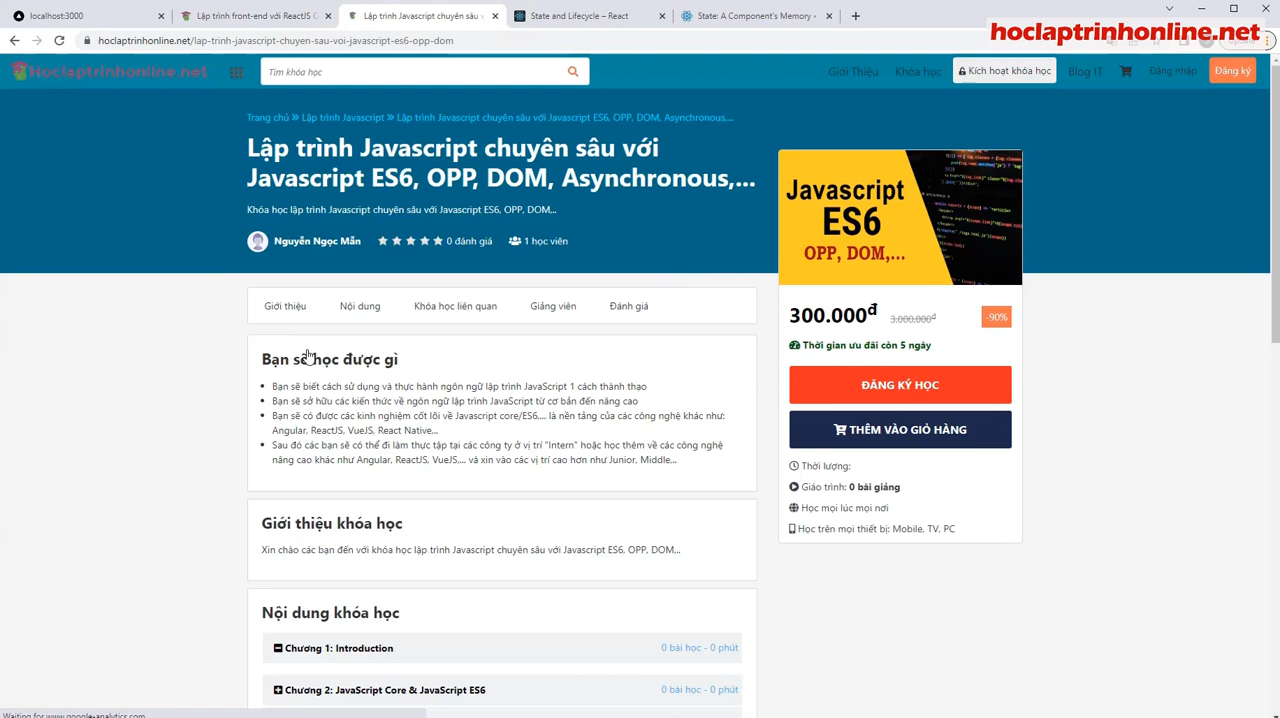 localhost:3000
Lập trình front-end với ReactJS C
Lập trình Javascript chuyên sâu v
State and Lifecycle – React
State: A Component's Memory •
hoclaptrinhonline.net/lap-trinh-javascript-chuyen-sau-voi-javascript-es6-opp-dom
hoclaptrinhonline.net
Hoclaptrinhonline.net
Tìm khóa học
Giới Thiệu
Khóa học
Kích hoạt khóa học
Blog IT
Đăng nhập
Đăng ký
Trang chủ » Lập trình Javascript » Lập trình Javascript chuyên sâu với Javascript ES6, OPP, DOM, Asynchronous,...
Lập trình Javascript chuyên sâu với
Javascript ES6, OPP, DOM, Asynchronous,...
Khóa học lập trình Javascript chuyên sâu với Javascript ES6, OPP, DOM,..
Nguyễn Ngọc Mẫn
0 đánh giá
1 học viên
Javascript
ES6
OPP, DOM,...
Giới thiệu
Nội dung
Khóa học liên quan
Giảng viên
Đánh giá
300.000đ
3.000.000đ
-90%
Thời gian ưu đãi còn 5 ngày
ĐĂNG KÝ HỌC
THÊM VÀO GIỎ HÀNG
Thời lượng:
Giáo trình: 0 bài giảng
Học mọi lúc mọi nơi
Học trên mọi thiết bị: Mobile, TV, PC
Bạn sẽ học được gì
Bạn sẽ biết cách sử dụng và thực hành ngôn ngữ lập trình JavaScript 1 cách thành thạo
Bạn sẽ sở hữu các kiến thức về ngôn ngữ lập trình JavaScript từ cơ bản đến nâng cao
Bạn sẽ có được các kinh nghiệm cốt lõi về Javascript core/ES6,... là nền tảng của các công nghệ khác như:
Angular, ReactJS, VueJS, React Native...
Sau đó các bạn sẽ có thể đi làm thực tập tại các công ty ở vị trí "Intern" hoặc học thêm về các công nghệ
nâng cao khác như Angular, ReactJS, VueJS,... và xin vào các vị trí cao hơn như Junior, Middle,..
Giới thiệu khóa học
Xin chào các bạn đến với khóa học lập trình Javascript chuyên sâu với Javascript ES6, OPP, DOM,..
Nội dung khóa học
Chương 1: Introduction
0 bài học - 0 phút
Chương 2: JavaScript Core & JavaScript ES6
0 bài học - 0 phút
Waiting for www.google-analytics.com